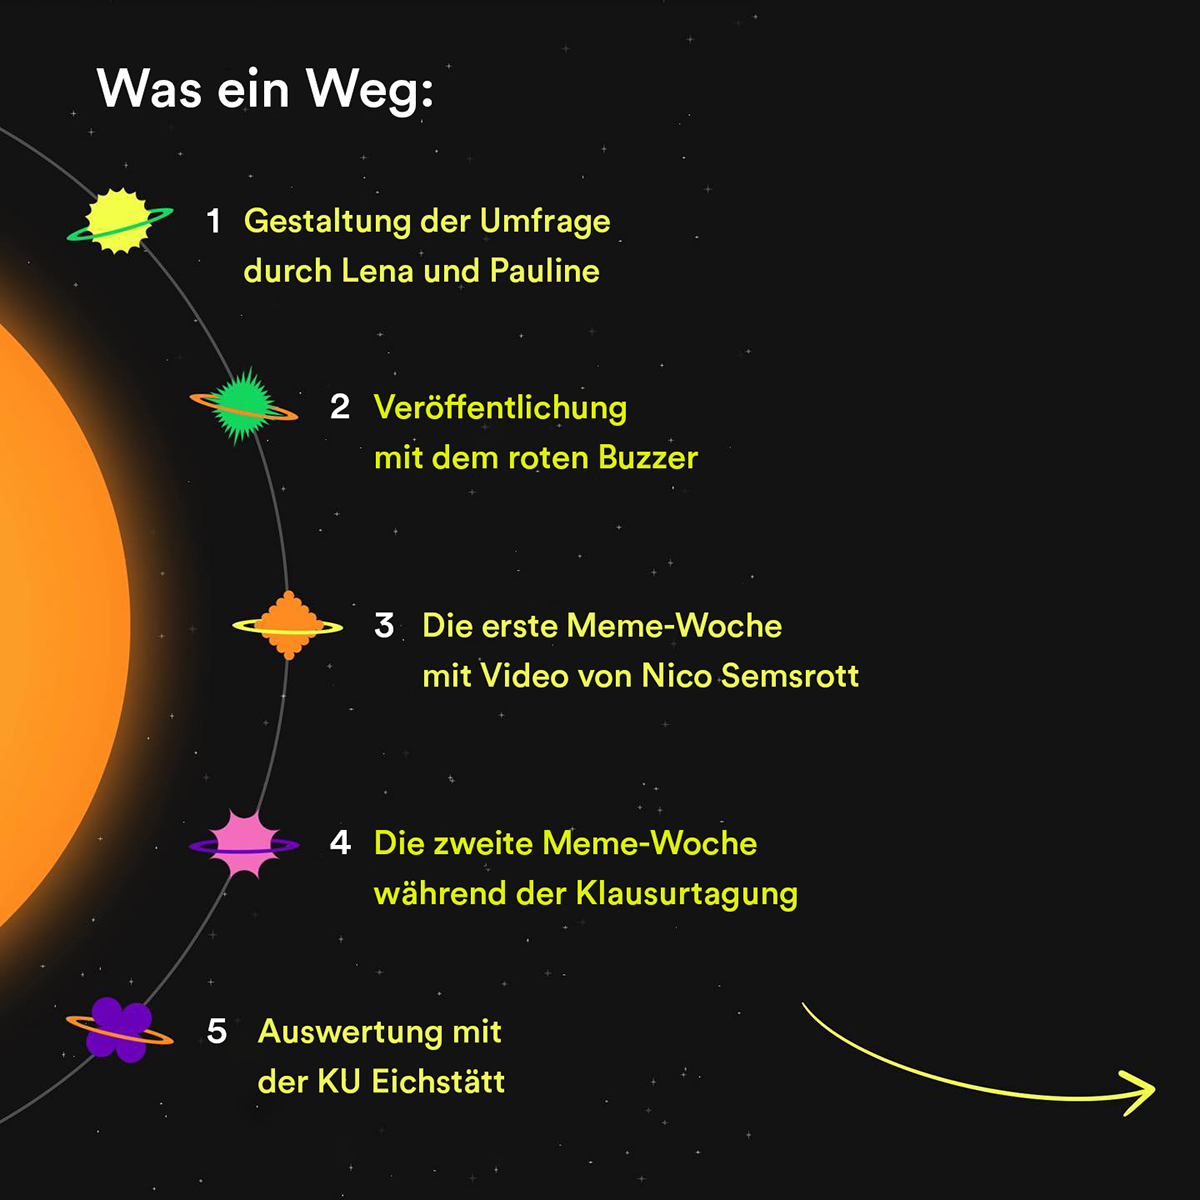 Was ein Weg:
1 Gestaltung der Umfrage
durch Lena und Pauline
2 Veröffentlichung
mit dem roten Buzzer
3 Die erste Meme-Woche
mit Video von Nico Semsrott
4 Die zweite Meme-Woche
während der Klausurtagung
5 Auswertung mit
der KU Eichstätt